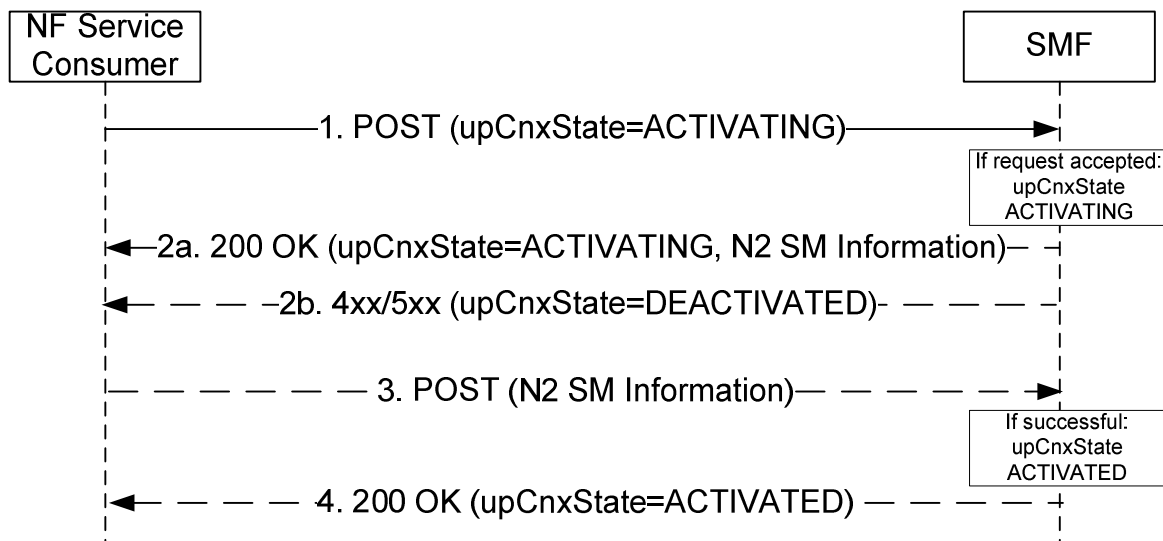 NF Service
Consumer
SMF
1. POST (upCnxState=ACTIVATING)
If request accepted:
upCnxState
ACTIVATING
2a. 200 OK (upCnxState=ACTIVATING, N2 SM Information)
2b. 4xx/5xx (upCnxState=DEACTIVATED)
3. POST (N2 SM Information)
If successful:
upCnxState
ACTIVATED
4. 200 OK (upCnxState=ACTIVATED)